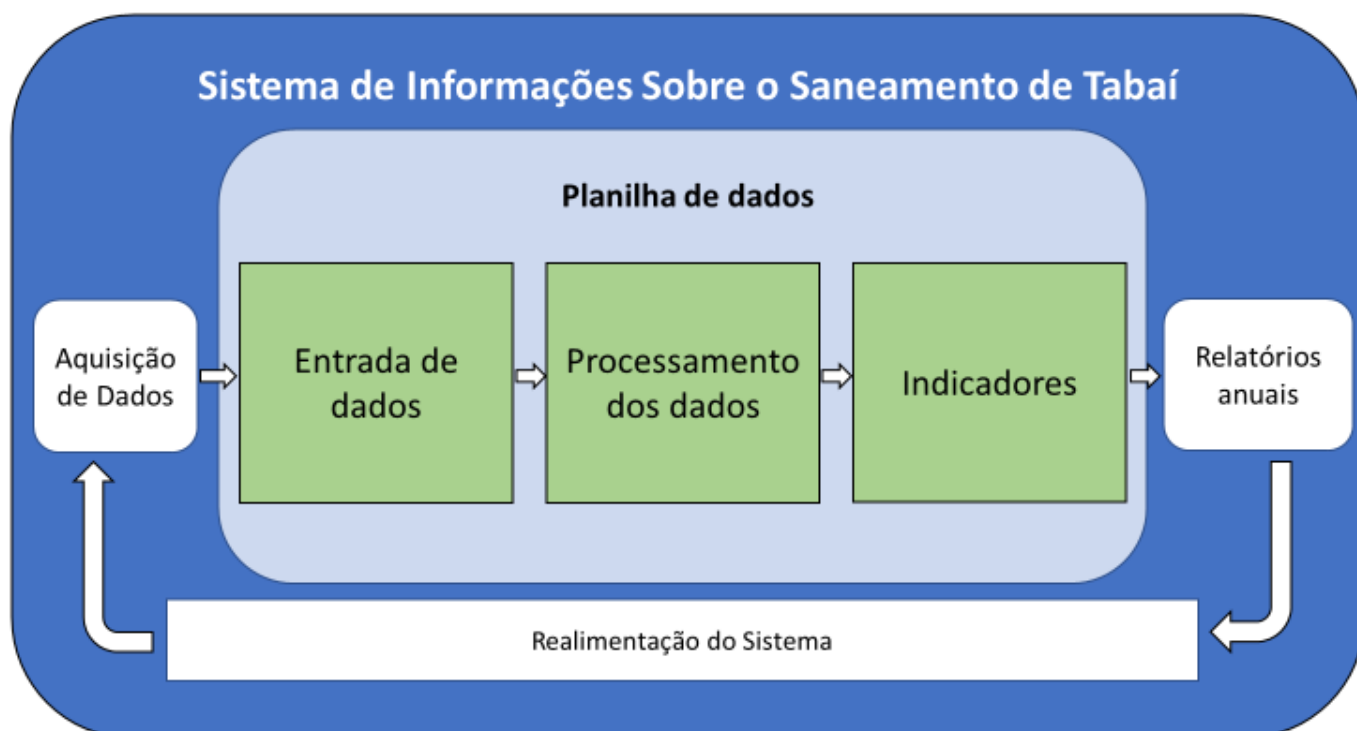 Sistema de Informações Sobre o Saneamento de Tabaí
Planilha de dados
Aquisição
de Dados
Entrada de
dados
Processamento
dos dados
Indicadores
Relatórios
anuais
Realimentação do Sistema